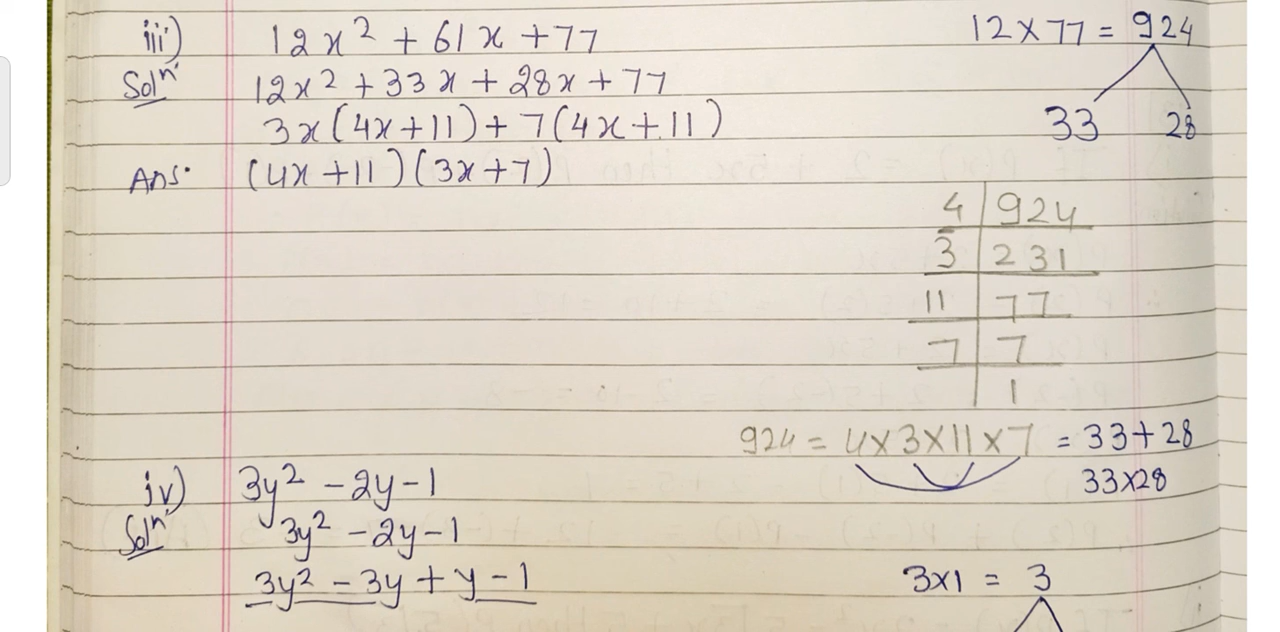 iii) 12x² + 61x + 77
Solⁿ· 12x² + 33x + 28x + 77
3x(4x+11) + 7(4x+11)
Ans· (4x+11)(3x+7)
12×77 = 924
33 28
4 | 924
3 | 231
11 | 77
7 | 7
| 1
924 = 4×3×11×7 = 33+28
33×28
iv) 3y² - 2y - 1
Solⁿ· 3y² - 2y - 1
3y² - 3y + y - 1
3×1 = 3